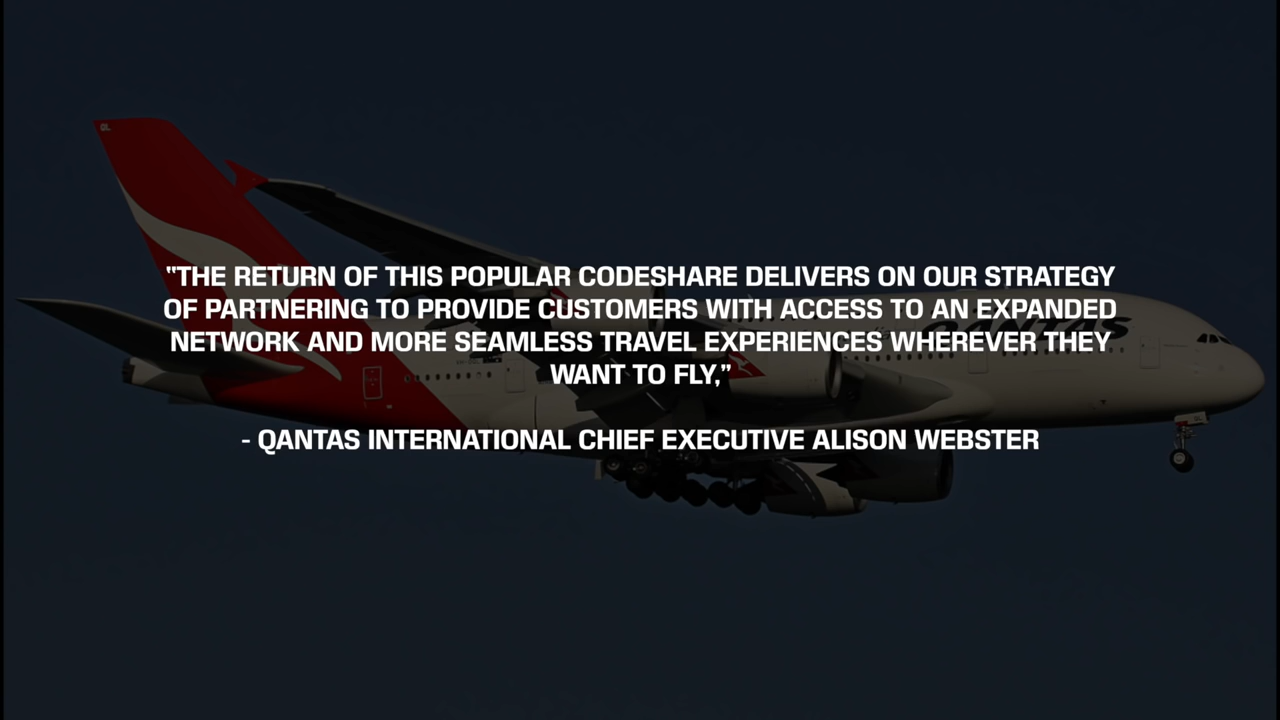 "THE RETURN OF THIS POPULAR CODESHARE DELIVERS ON OUR STRATEGY
OF PARTNERING TO PROVIDE CUSTOMERS WITH ACCESS TO AN EXPANDED
NETWORK AND MORE SEAMLESS TRAVEL EXPERIENCES WHEREVER THEY
WANT TO FLY,”
- QANTAS INTERNATIONAL CHIEF EXECUTIVE ALISON WEBSTER
QANTAS